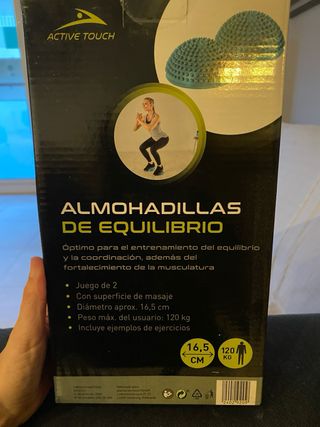 ACTIVE TOUCH
ALMOHADILLAS
DE EQUILIBRIO
Óptimo para el entrenamiento del equilibrio
y la coordinación, además del
fortalecimiento de la musculatura
• Juego de 2
• Con superficie de masaje
• Diámetro aprox. 16,5 cm
• Peso máx. del usuario: 120 kg
• Incluye ejemplos de ejercicios
16,5
CM
120
KG